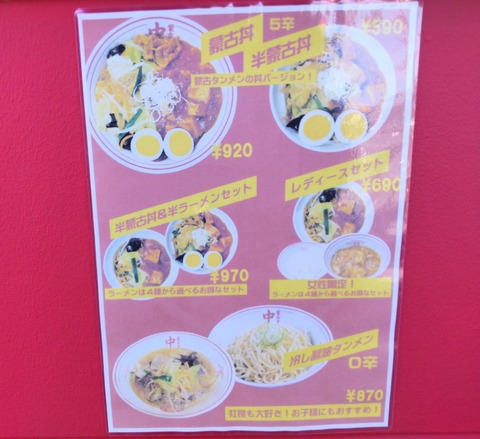 蒙古丼
5辛
半蒙古丼
蒙古タンメンの丼バージョン！
¥920
レディースセット
¥690
半蒙古丼&半ラーメンセット
¥970
ラーメンは4種から選べるお得なセット
女性限定！
ラーメンは4種から選べるお得なセット
中
冷し醤油タンメン
0辛
¥870
社長も大好き！お子様にもおすすめ！